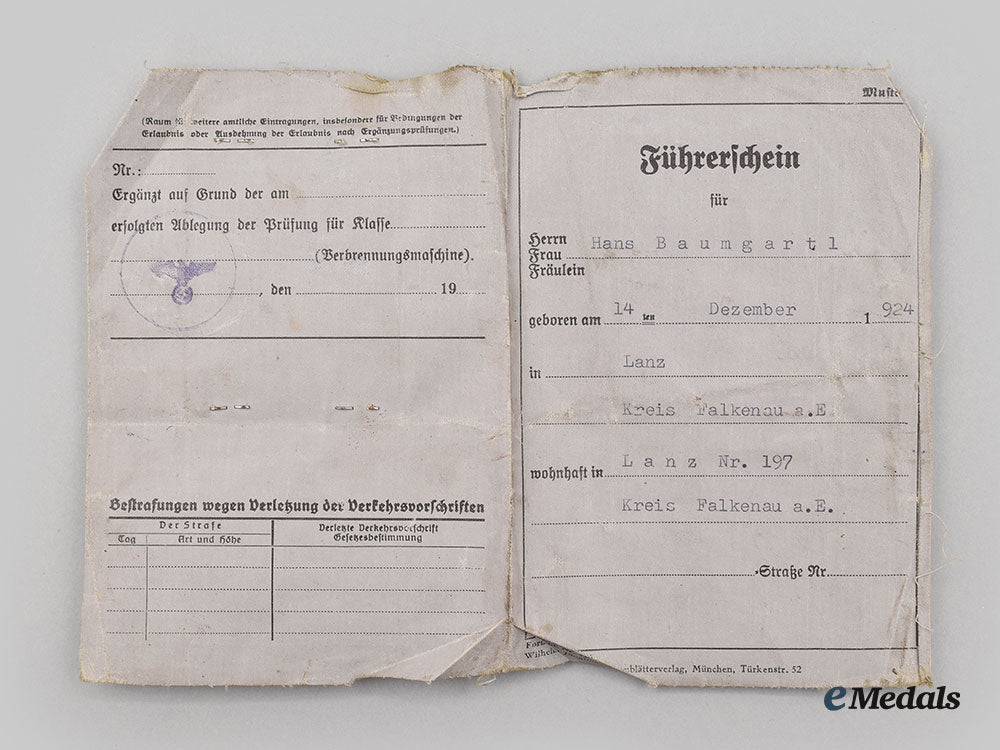 (Raum für weitere amtliche Eintragungen, insbesondere für Bedingungen der
Erlaubnis oder Ausdehnung der Erlaubnis nach Ergänzungsprüfungen.)
Nr.:
Ergänzt auf Grund der am
erfolgten Ablegung der Prüfung für Klasse
(Verbrennungsmaschine).
, den 19
Bestrafungen wegen Verletzung der Verkehrsvorschriften
Der Strafe
Tag Art und Höhe
Verletzte Verkehrsvorschrift
Gesetzesbestimmung
Führerschein
für
Herrn
Frau
Fräulein
Hans Baumgartl
geboren am 14 ten Dezember 1 924
in Lanz
Kreis Falkenau a.E
wohnhaft in Lanz Nr. 197
Kreis Falkenau a.E.
-Straße Nr.
blätterverlag, München, Türkenstr. 52
eMedals